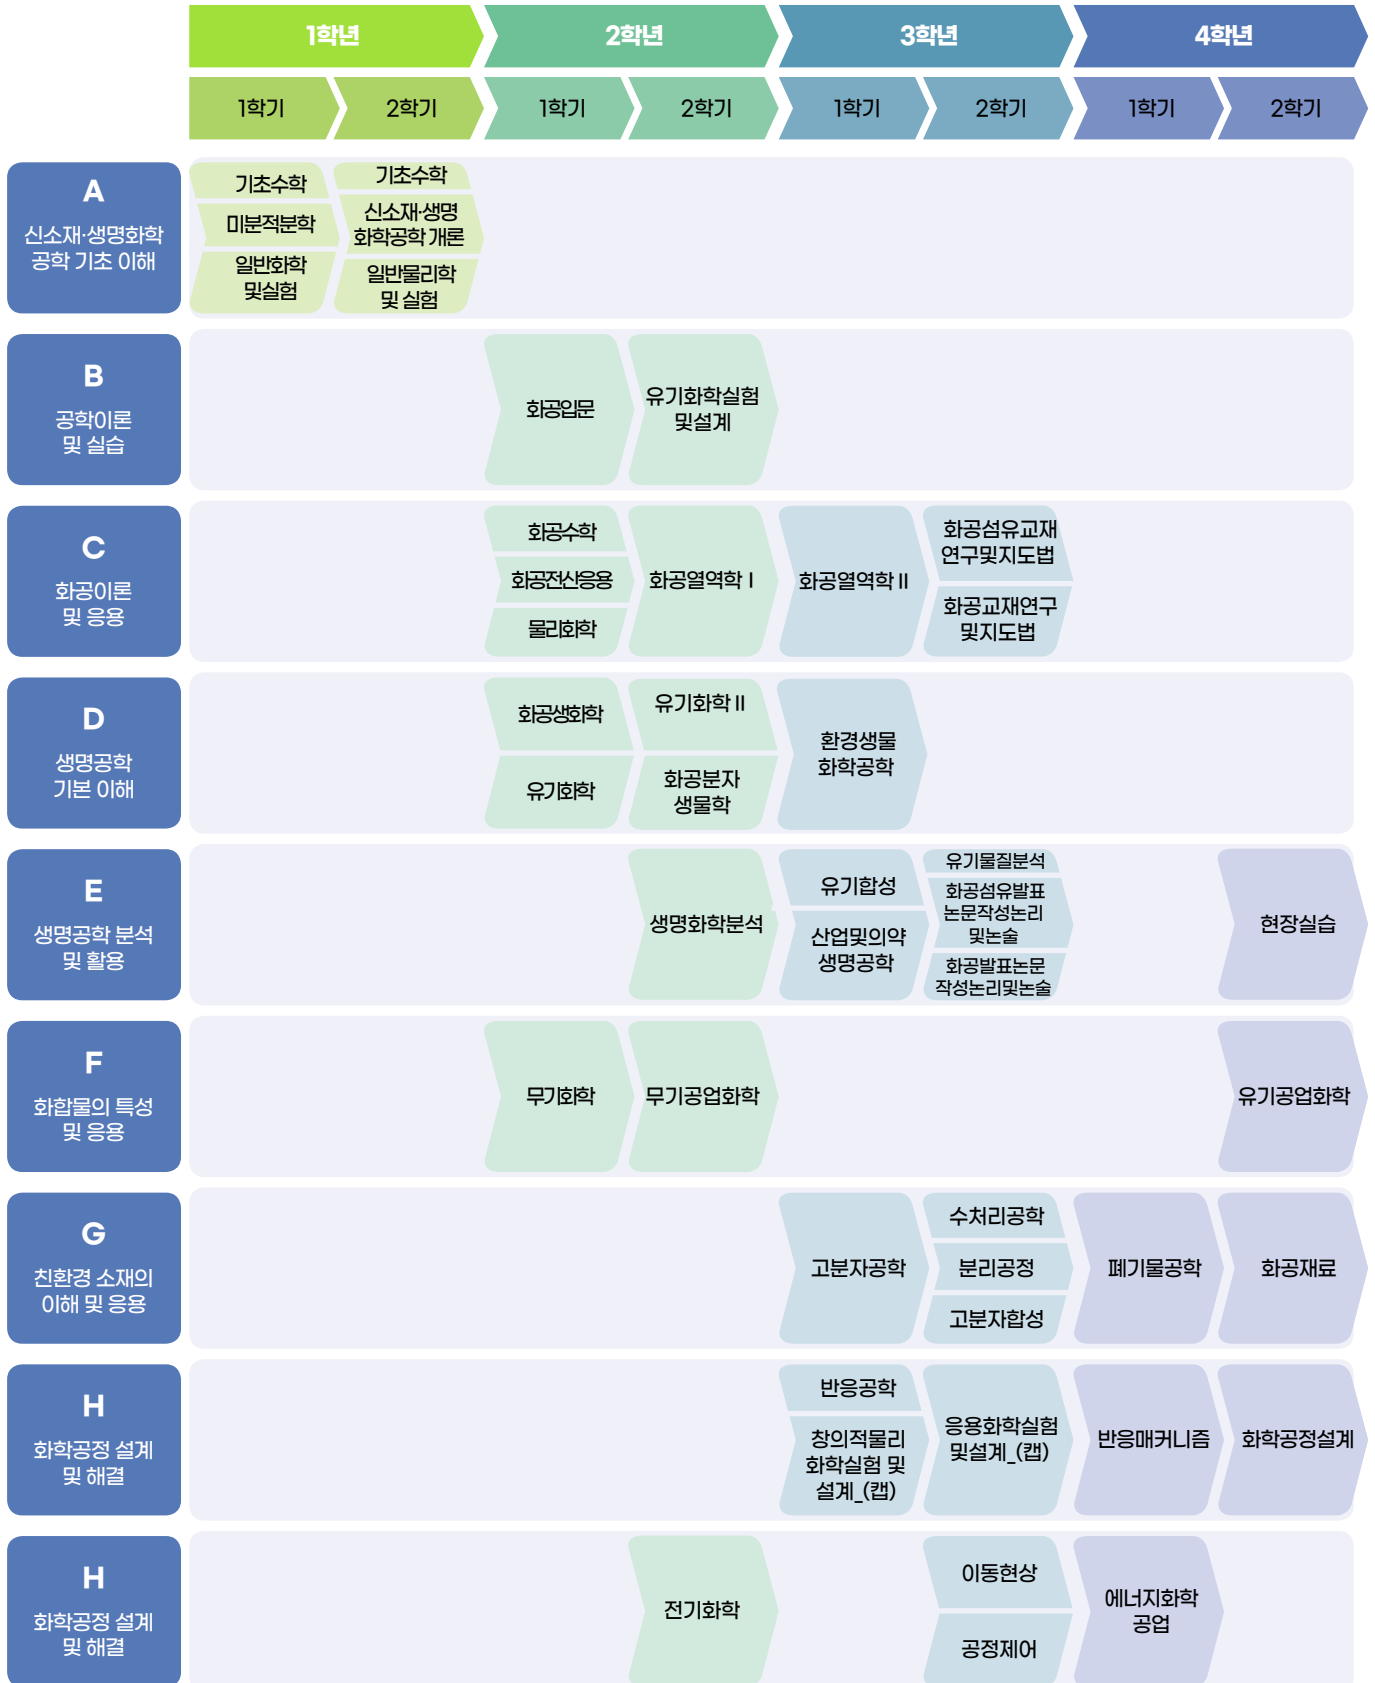 1학년
2학년
3학년
4학년
1학기
2학기
1학기
2학기
1학기
2학기
1학기
2학기
A
신소재·생명화학
공학 기초 이해
기초수학
미분적분학
일반화학
및실험
기초수학
신소재·생명
화학공학 개론
일반물리학
및 실험
B
공학이론
및 실습
화공입문
유기화학실험
및설계
C
화공이론
및 응용
화공수학
화공전산응용
물리화학
화공열역학 I
화공열역학 II
화공섬유교재
연구및지도법
화공교재연구
및지도법
D
생명공학
기본 이해
화공생화학
유기화학
유기화학 II
화공분자
생물학
환경생물
화학공학
E
생명공학 분석
및 활용
생명화학분석
유기합성
산업및의약
생명공학
유기물질분석
화공섬유발표
논문작성논리
및논술
화공발표논문
작성논리및논술
현장실습
F
화합물의 특성
및 응용
무기화학
무기공업화학
유기공업화학
G
친환경 소재의
이해 및 응용
고분자공학
수처리공학
분리공정
고분자합성
폐기물공학
화공재료
H
화학공정 설계
및 해결
반응공학
창의적물리
화학실험 및
설계_(캡)
응용화학실험
및설계_(캡)
반응매커니즘
화학공정설계
H
화학공정 설계
및 해결
전기화학
이동현상
공정제어
에너지화학
공업